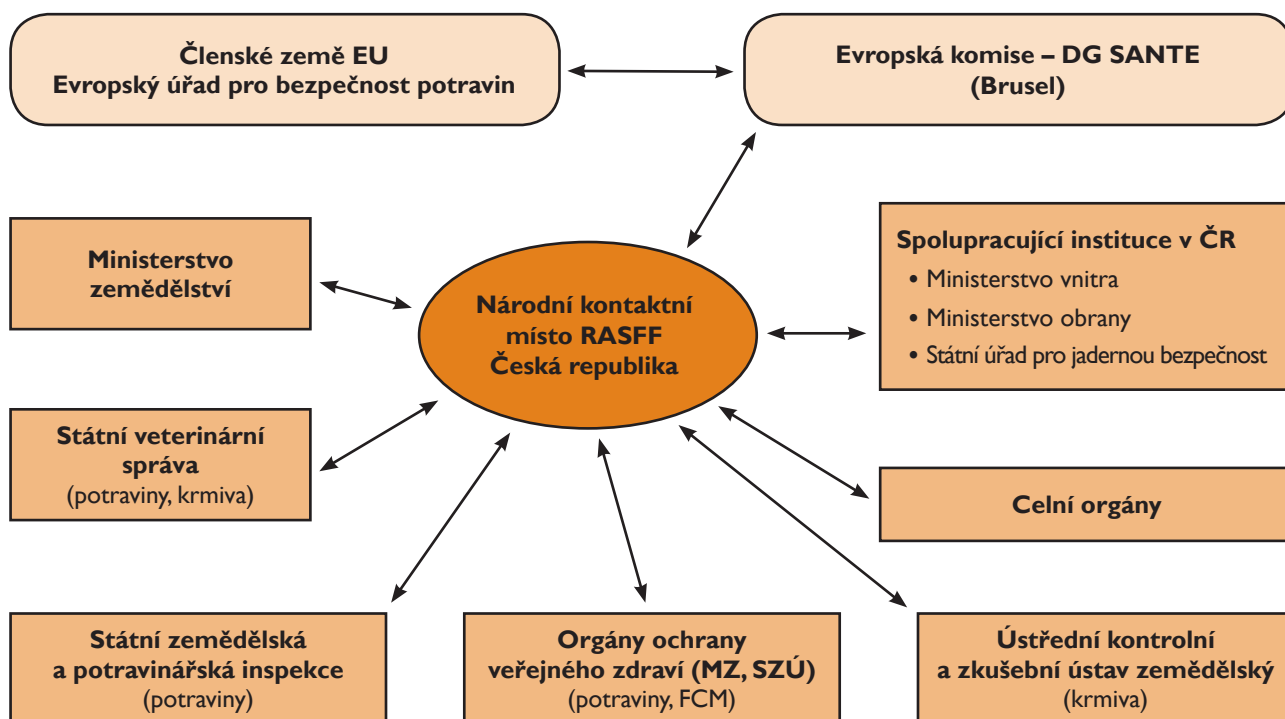 Členské země EU
Evropský úřad pro bezpečnost potravin
Evropská komise – DG SANTE
(Brusel)
Ministerstvo
zemědělství
Národní kontaktní
místo RASFF
Česká republika
Spolupracující instituce v ČR
• Ministerstvo vnitra
• Ministerstvo obrany
• Státní úřad pro jadernou bezpečnost
Státní veterinární
správa
(potraviny, krmiva)
Celní orgány
Státní zemědělská
a potravinářská inspekce
(potraviny)
Orgány ochrany
veřejného zdraví (MZ, SZÚ)
(potraviny, FCM)
Ústřední kontrolní
a zkušební ústav zemědělský
(krmiva)